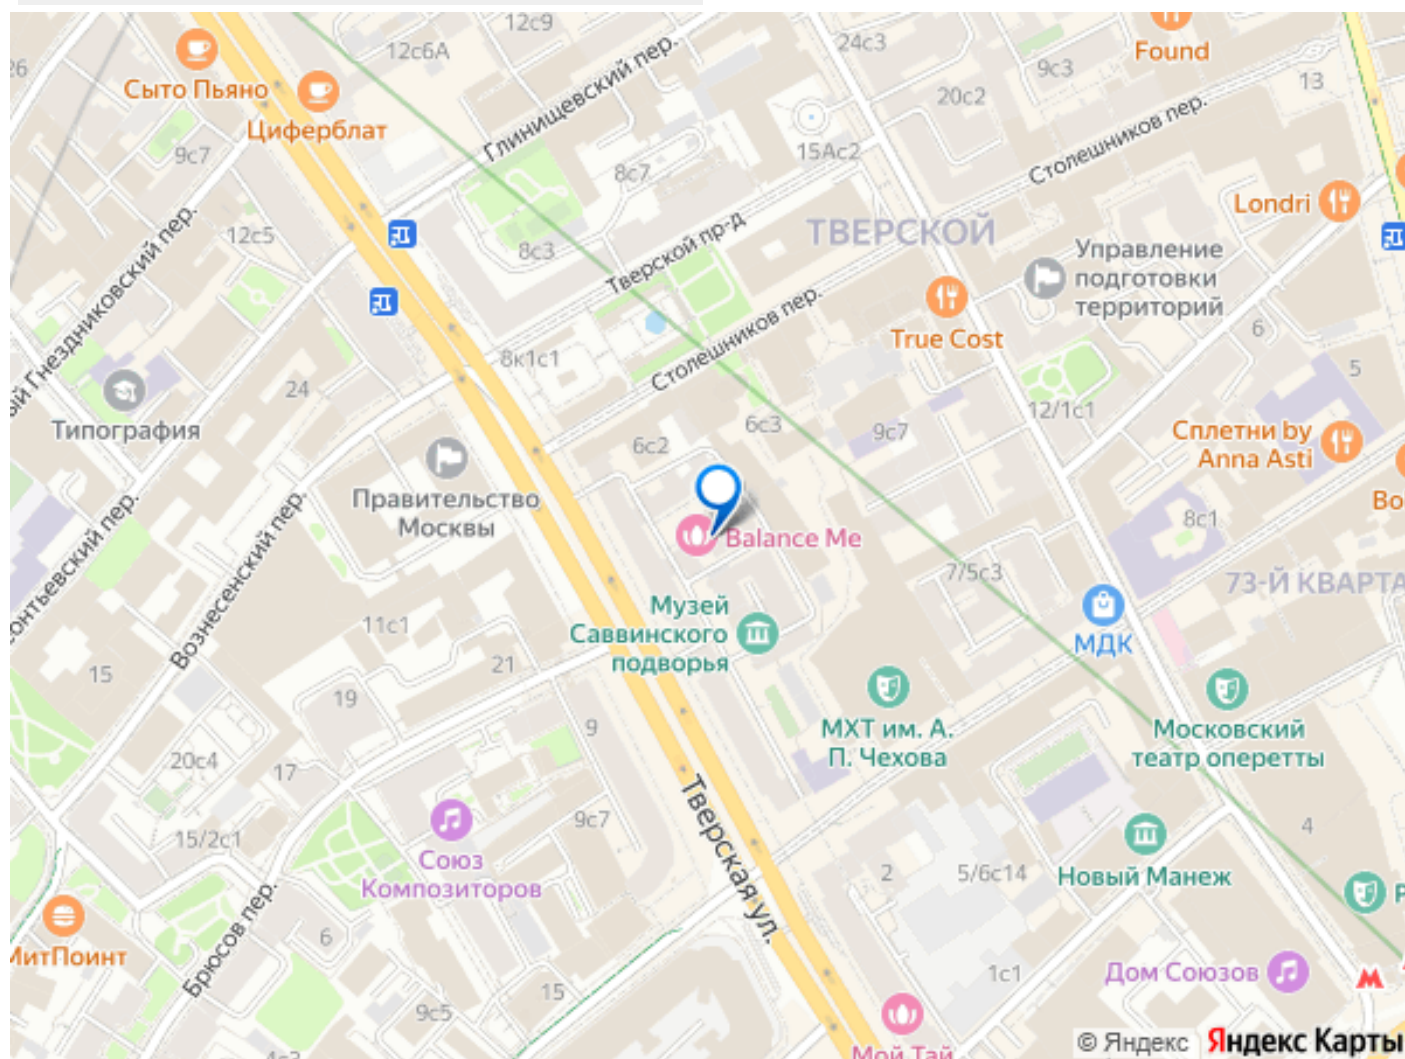 12с9
12с6А
24с3
Found
9с3
13
26
Сыто Пьяно
20с2
Циферблат
Глинищевский пер.
15Ас2
Столешников пер.
9с7
8с7
Londri
12с5
ТВЕРСКОЙ
8с3
Тверской пр-д
Управление
подготовки
территорий
ый Гнездниковский пер.
6
True Cost
Столешников пер.
8к1с1
5
24
Типография
12/1с1
6с3
9с7
6с2
Сплетни by
Anna Asti
Правительство
Москвы
Bo
8с1
Balance Me
онтьевский пер.
Вознесенский пер.
7/5с3
73-Й КВАРТА
Музей
Саввинского
подворья
11с1
МДК
21
15
19
9
МХТ им. А.
П. Чехова
Московский
театр оперетты
20с4
17
Тверская ул.
9с7
15/2с1
4
Союз
Композиторов
2
5/6с14
Новый Манеж
Брюсов пер.
6
МитПоинт
Дом Союзов
1с1
15
9с5
Мой Тай
© Яндекс Яндекс Карты